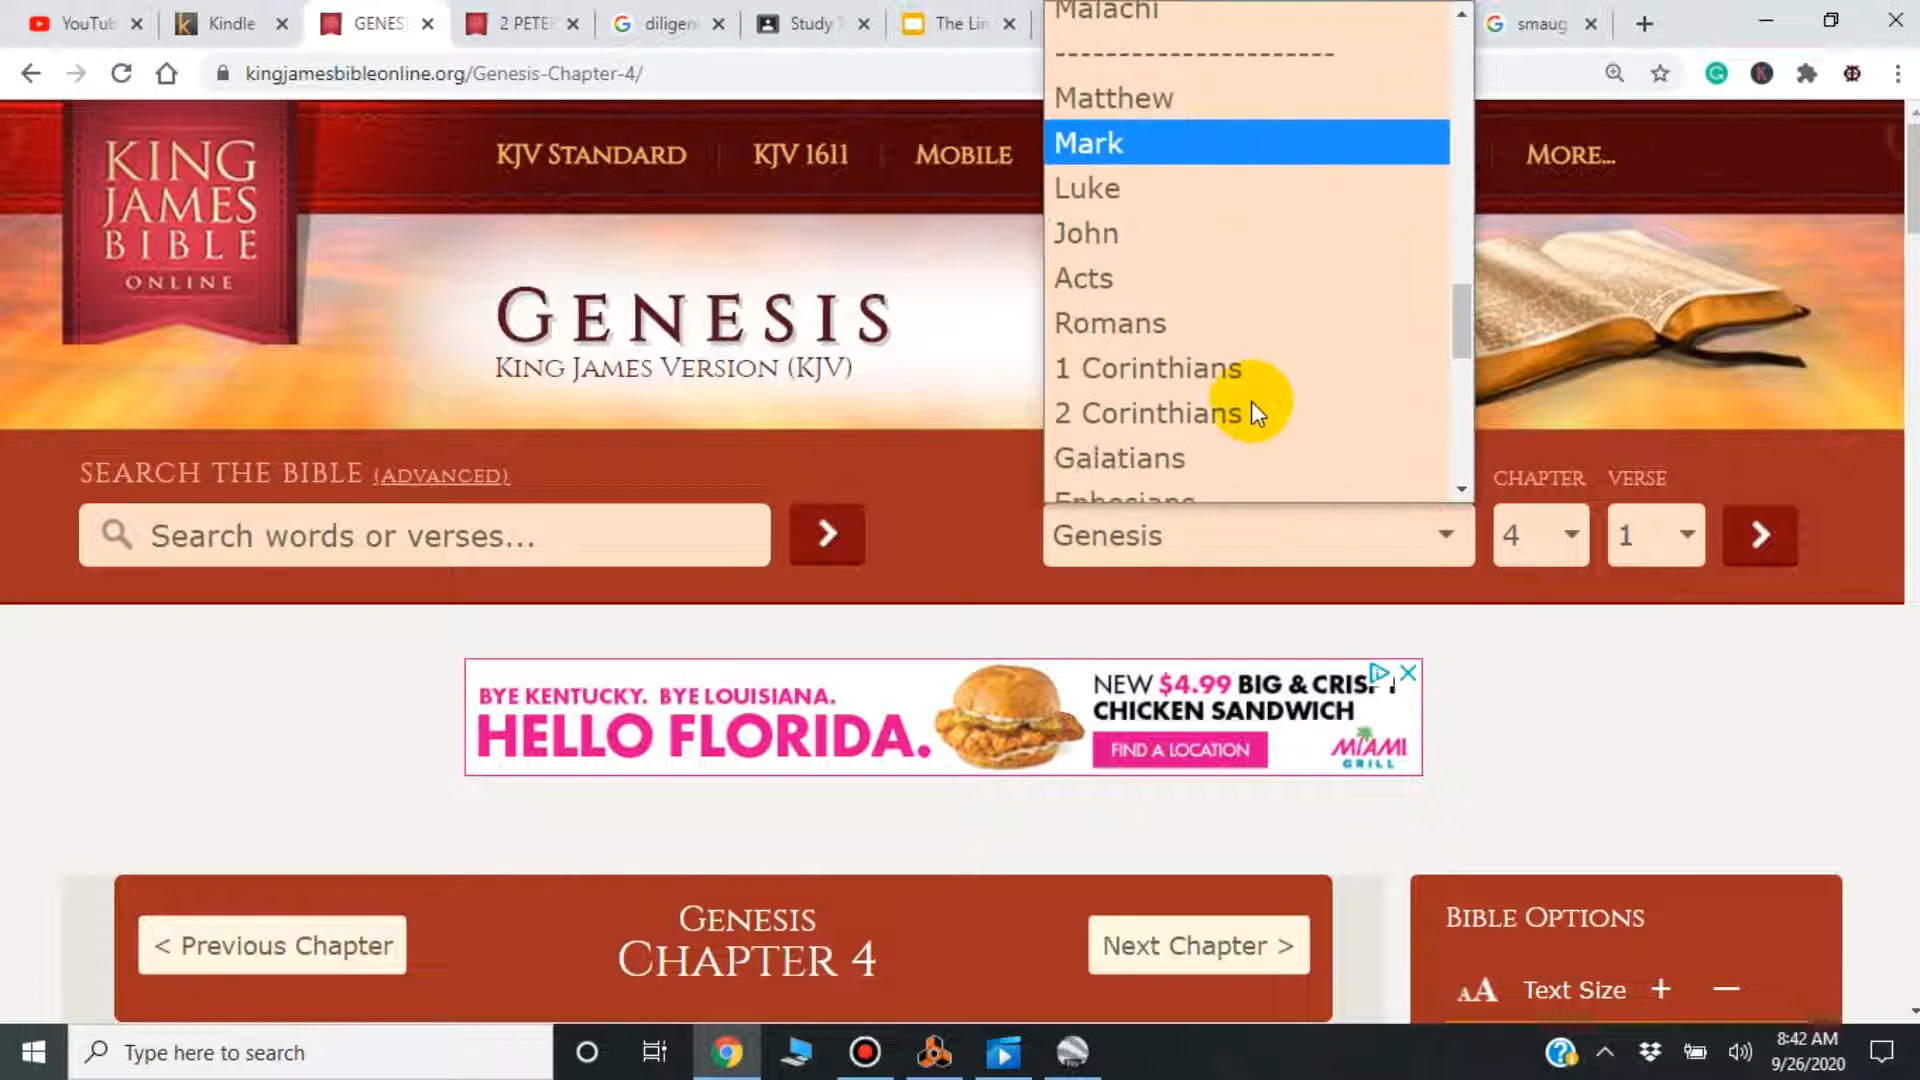 YouTub
Kindle
GENES
2 PETE
diligen
Study
The Lin
smaug
kingjamesbibleonline.org/Genesis-Chapter-4/
KING
JAMES
BIBLE
ONLINE
KJV STANDARD
KJV 1611
MOBILE
MORE...
GENESIS
KING JAMES VERSION (KJV)
Malachi
----------------------
Matthew
Mark
Luke
John
Acts
Romans
1 Corinthians
2 Corinthians
Galatians
Ephesians
SEARCH THE BIBLE (ADVANCED)
CHAPTER
VERSE
Search words or verses...
Genesis
4
1
BYE KENTUCKY. BYE LOUISIANA.
HELLO FLORIDA.
NEW $4.99 BIG & CRISPY
CHICKEN SANDWICH
FIND A LOCATION
MIAMI
GRILL
< Previous Chapter
GENESIS
CHAPTER 4
Next Chapter >
BIBLE OPTIONS
AA Text Size + —
Type here to search
8:42 AM
9/26/2020